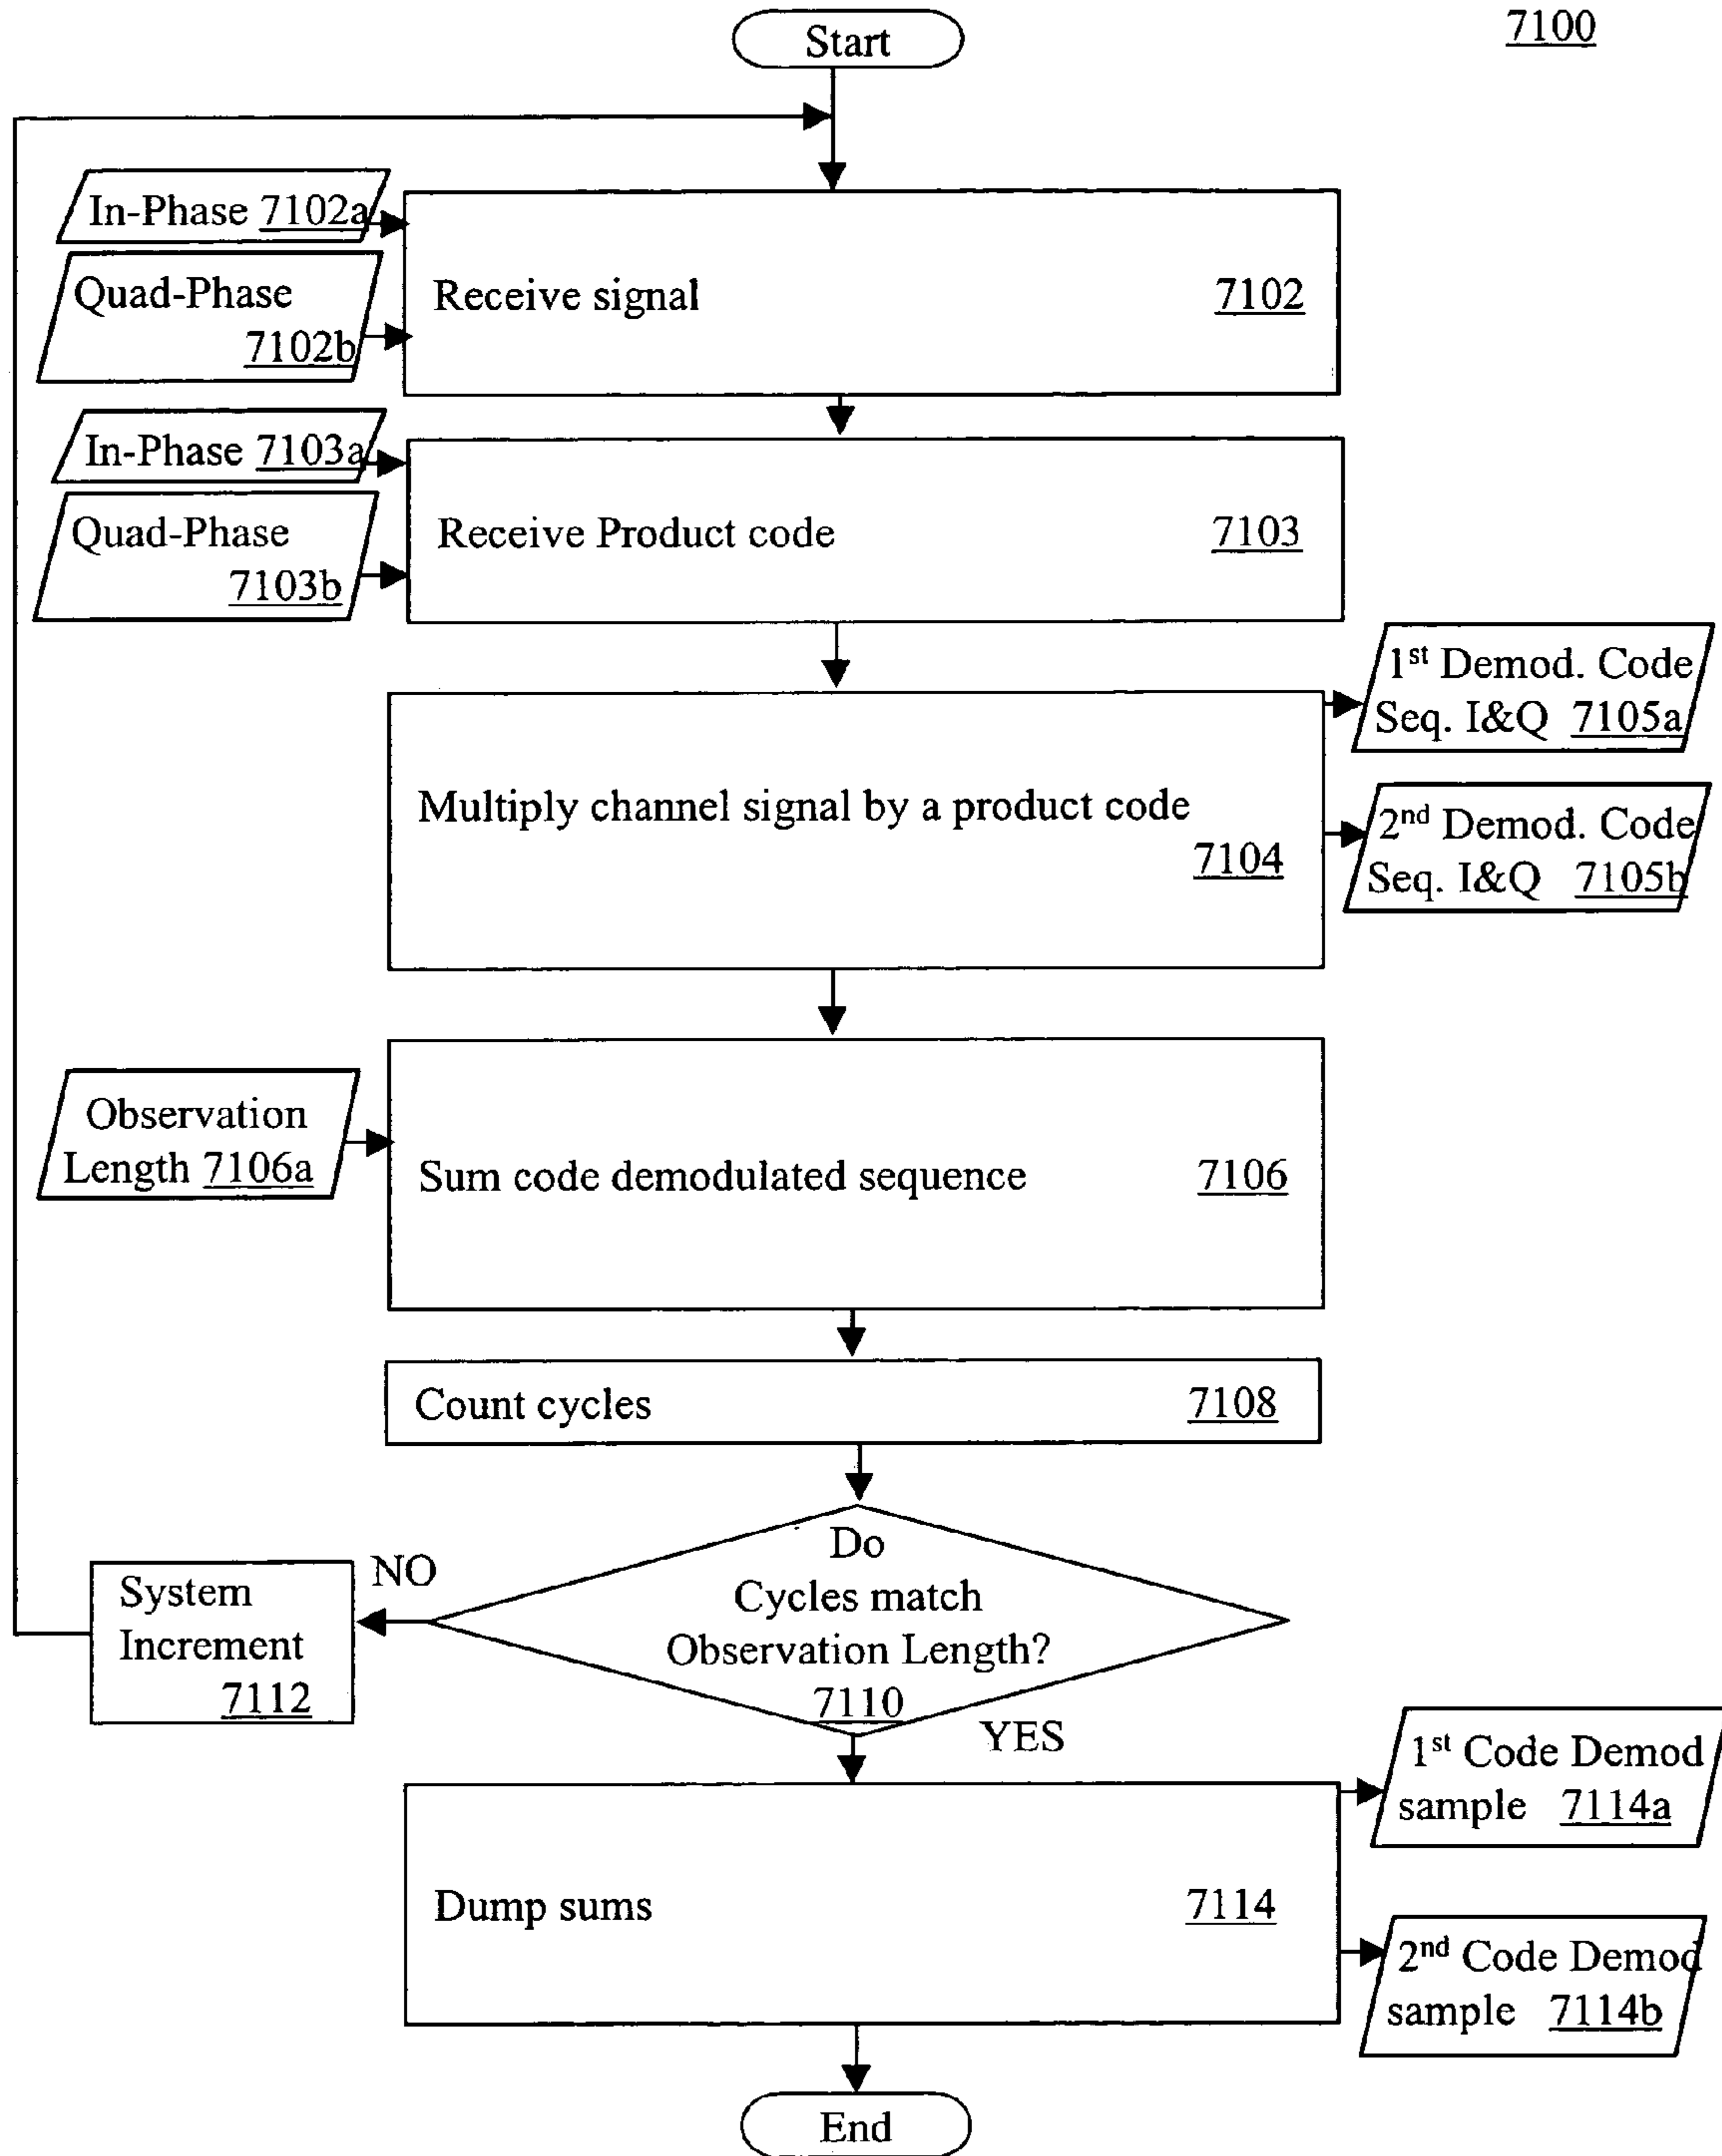 7100
Start
In-Phase 7102a
Quad-Phase
7102b
Receive signal 7102
In-Phase 7103a
Quad-Phase
7103b
Receive Product code 7103
1st Demod. Code
Seq. I&Q 7105a
Multiply channel signal by a product code
7104
2nd Demod. Code
Seq. I&Q 7105b
Observation
Length 7106a
Sum code demodulated sequence 7106
Count cycles 7108
Do
Cycles match
Observation Length?
7110
NO
System
Increment
7112
YES
1st Code Demod
sample 7114a
Dump sums 7114
2nd Code Demod
sample 7114b
End